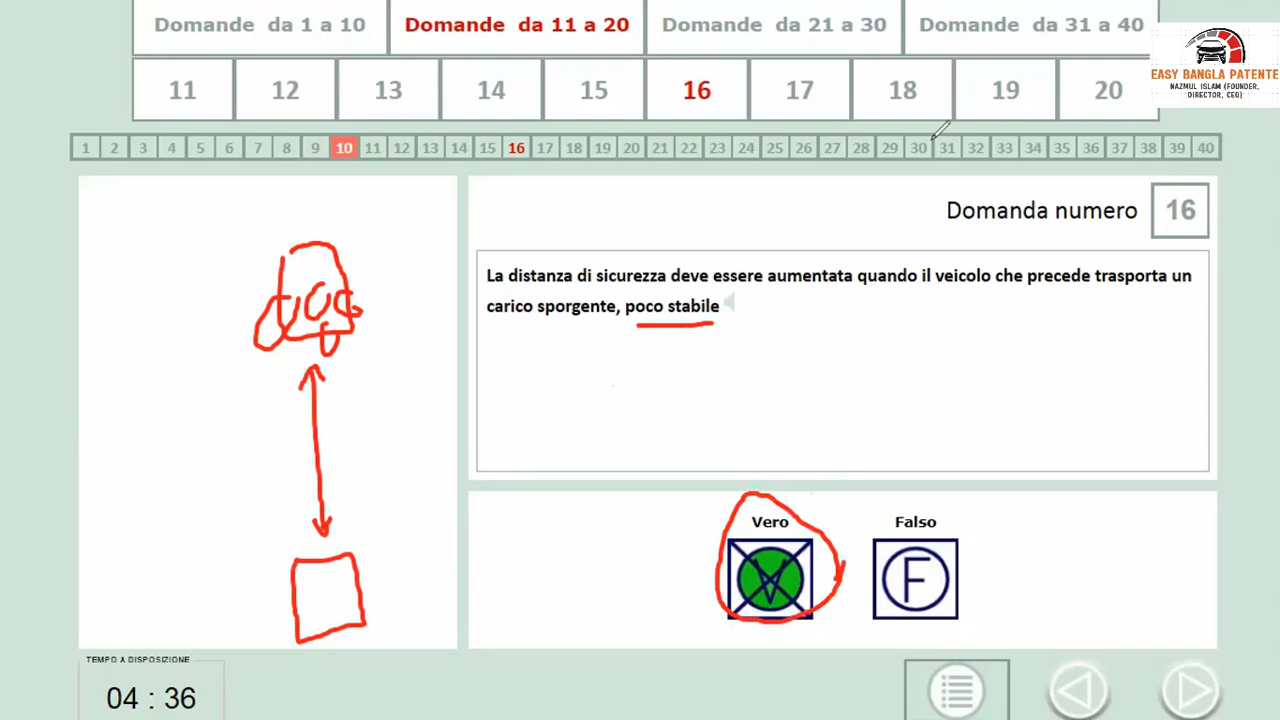 Domande da 1 a 10
Domande da 11 a 20
Domande da 21 a 30
Domande da 31 a 40
11 12 13 14 15 16 17 18 19 20
EASY BANGLA PATENTE
NAZMUL ISLAM (FOUNDER,
DIRECTOR, CEO)
1 2 3 4 5 6 7 8 9 10 11 12 13 14 15 16 17 18 19 20 21 22 23 24 25 26 27 28 29 30 31 32 33 34 35 36 37 38 39 40
Domanda numero 16
La distanza di sicurezza deve essere aumentata quando il veicolo che precede trasporta un
carico sporgente, poco stabile
Vero Falso
V F
TEMPO A DISPOSIZIONE
04 : 36